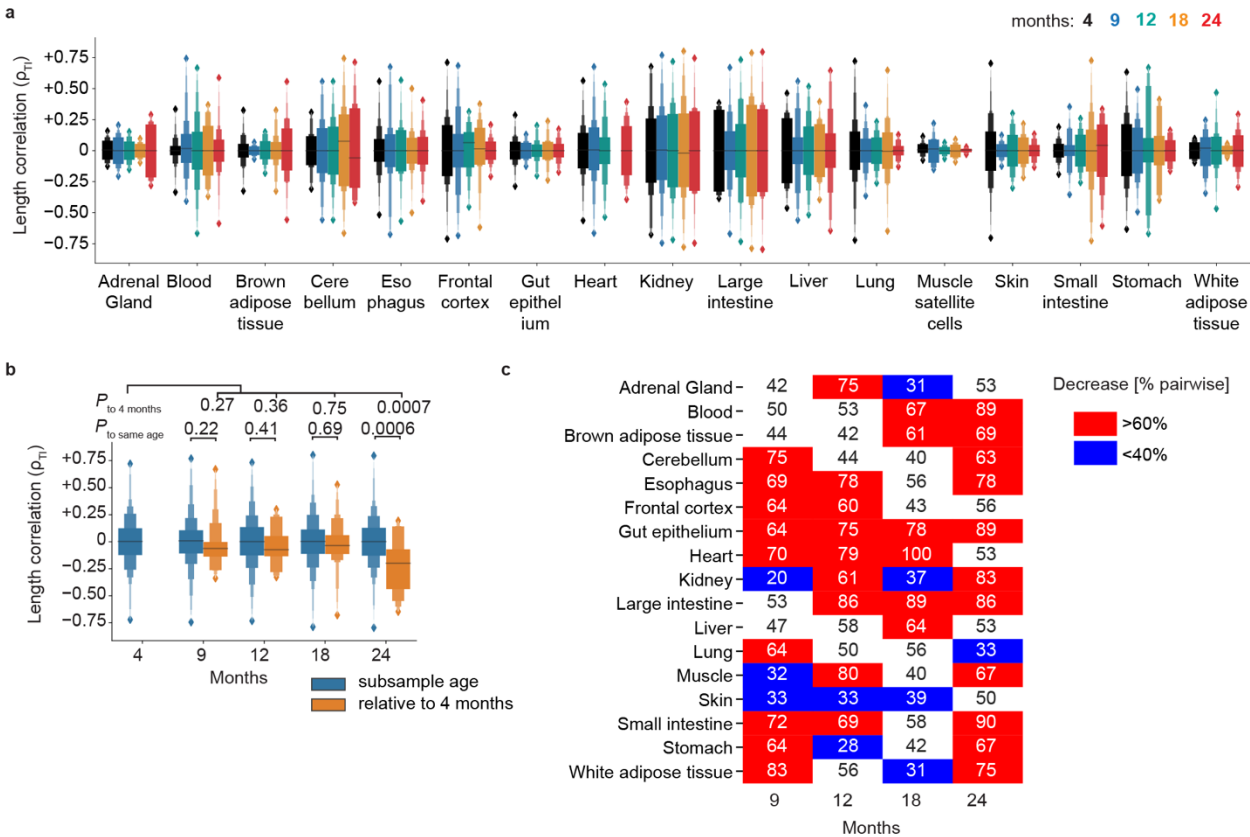 a
months: 4 9 12 18 24
Length correlation (ρTI)
+0.75
+0.50
+0.25
0
−0.25
−0.50
−0.75
Adrenal Gland
Blood
Brown adipose tissue
Cere bellum
Eso phagus
Frontal cortex
Gut epithel ium
Heart
Kidney
Large intestine
Liver
Lung
Muscle satellite cells
Skin
Small intestine
Stomach
White adipose tissue
b
P to 4 months
0.27 0.36 0.75 0.0007
P to same age
0.22 0.41 0.69 0.0006
Length correlation (ρTI)
+0.75
+0.50
+0.25
0
−0.25
−0.50
−0.75
4 9 12 18 24
Months
subsample age
relative to 4 months
c
Adrenal Gland 42 75 31 53
Blood 50 53 67 89
Brown adipose tissue 44 42 61 69
Cerebellum 75 44 40 63
Esophagus 69 78 56 78
Frontal cortex 64 60 43 56
Gut epithelium 64 75 78 89
Heart 70 79 100 53
Kidney 20 61 37 83
Large intestine 53 86 89 86
Liver 47 58 64 53
Lung 64 50 56 33
Muscle 32 80 40 67
Skin 33 33 39 50
Small intestine 72 69 58 90
Stomach 64 28 42 67
White adipose tissue 83 56 31 75
9 12 18 24
Months
Decrease [% pairwise]
>60%
<40%